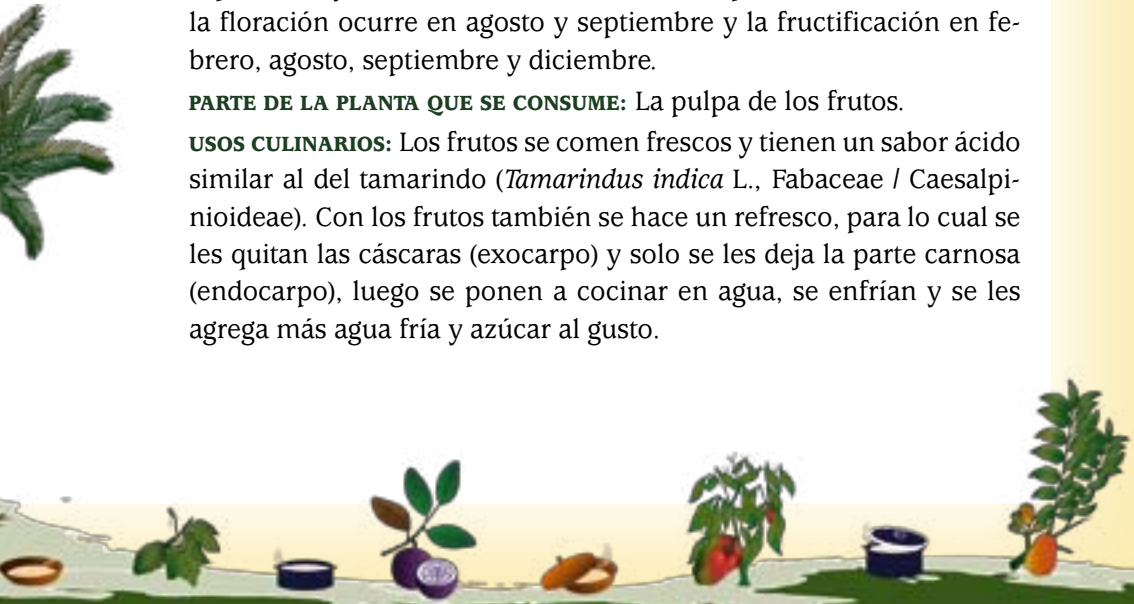 la floración ocurre en agosto y septiembre y la fructificación en fe-
brero, agosto, septiembre y diciembre.
PARTE DE LA PLANTA QUE SE CONSUME: La pulpa de los frutos.
USOS CULINARIOS: Los frutos se comen frescos y tienen un sabor ácido
similar al del tamarindo (Tamarindus indica L., Fabaceae / Caesalpi-
nioideae). Con los frutos también se hace un refresco, para lo cual se
les quitan las cáscaras (exocarpo) y solo se les deja la parte carnosa
(endocarpo), luego se ponen a cocinar en agua, se enfrían y se les
agrega más agua fría y azúcar al gusto.